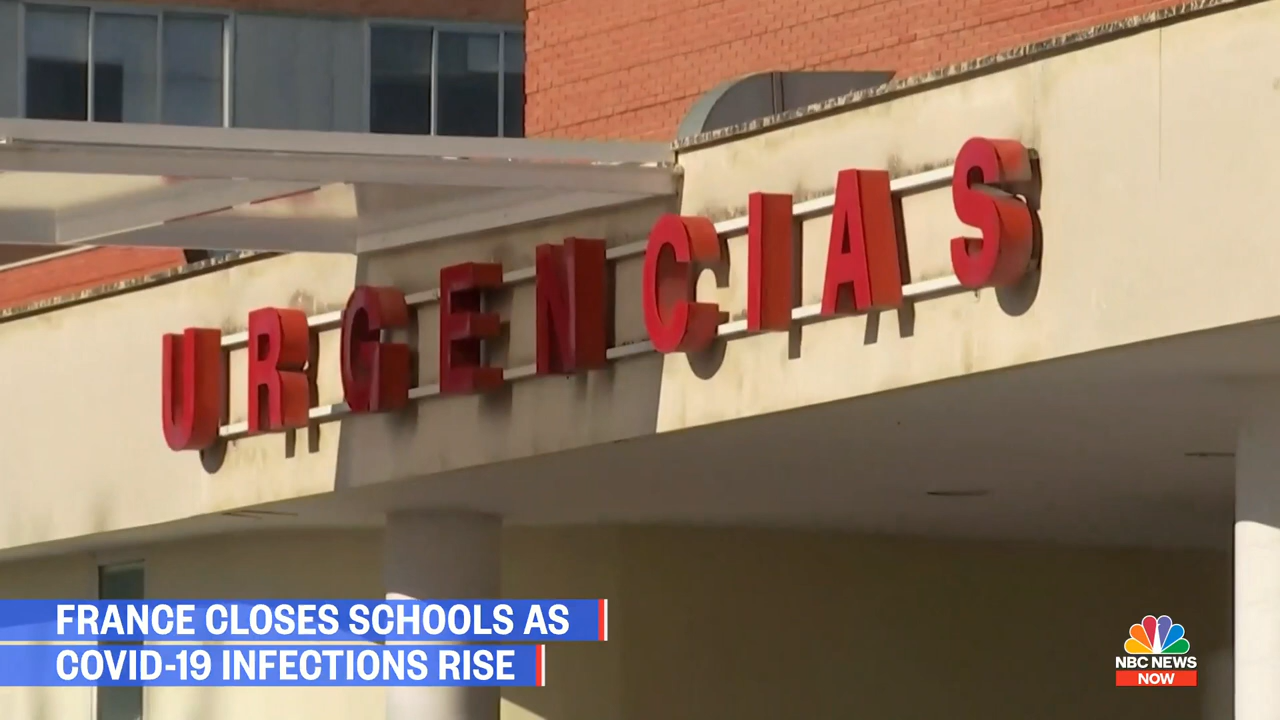 URGENCIAS
FRANCE CLOSES SCHOOLS AS
COVID-19 INFECTIONS RISE
NBC NEWS
NOW